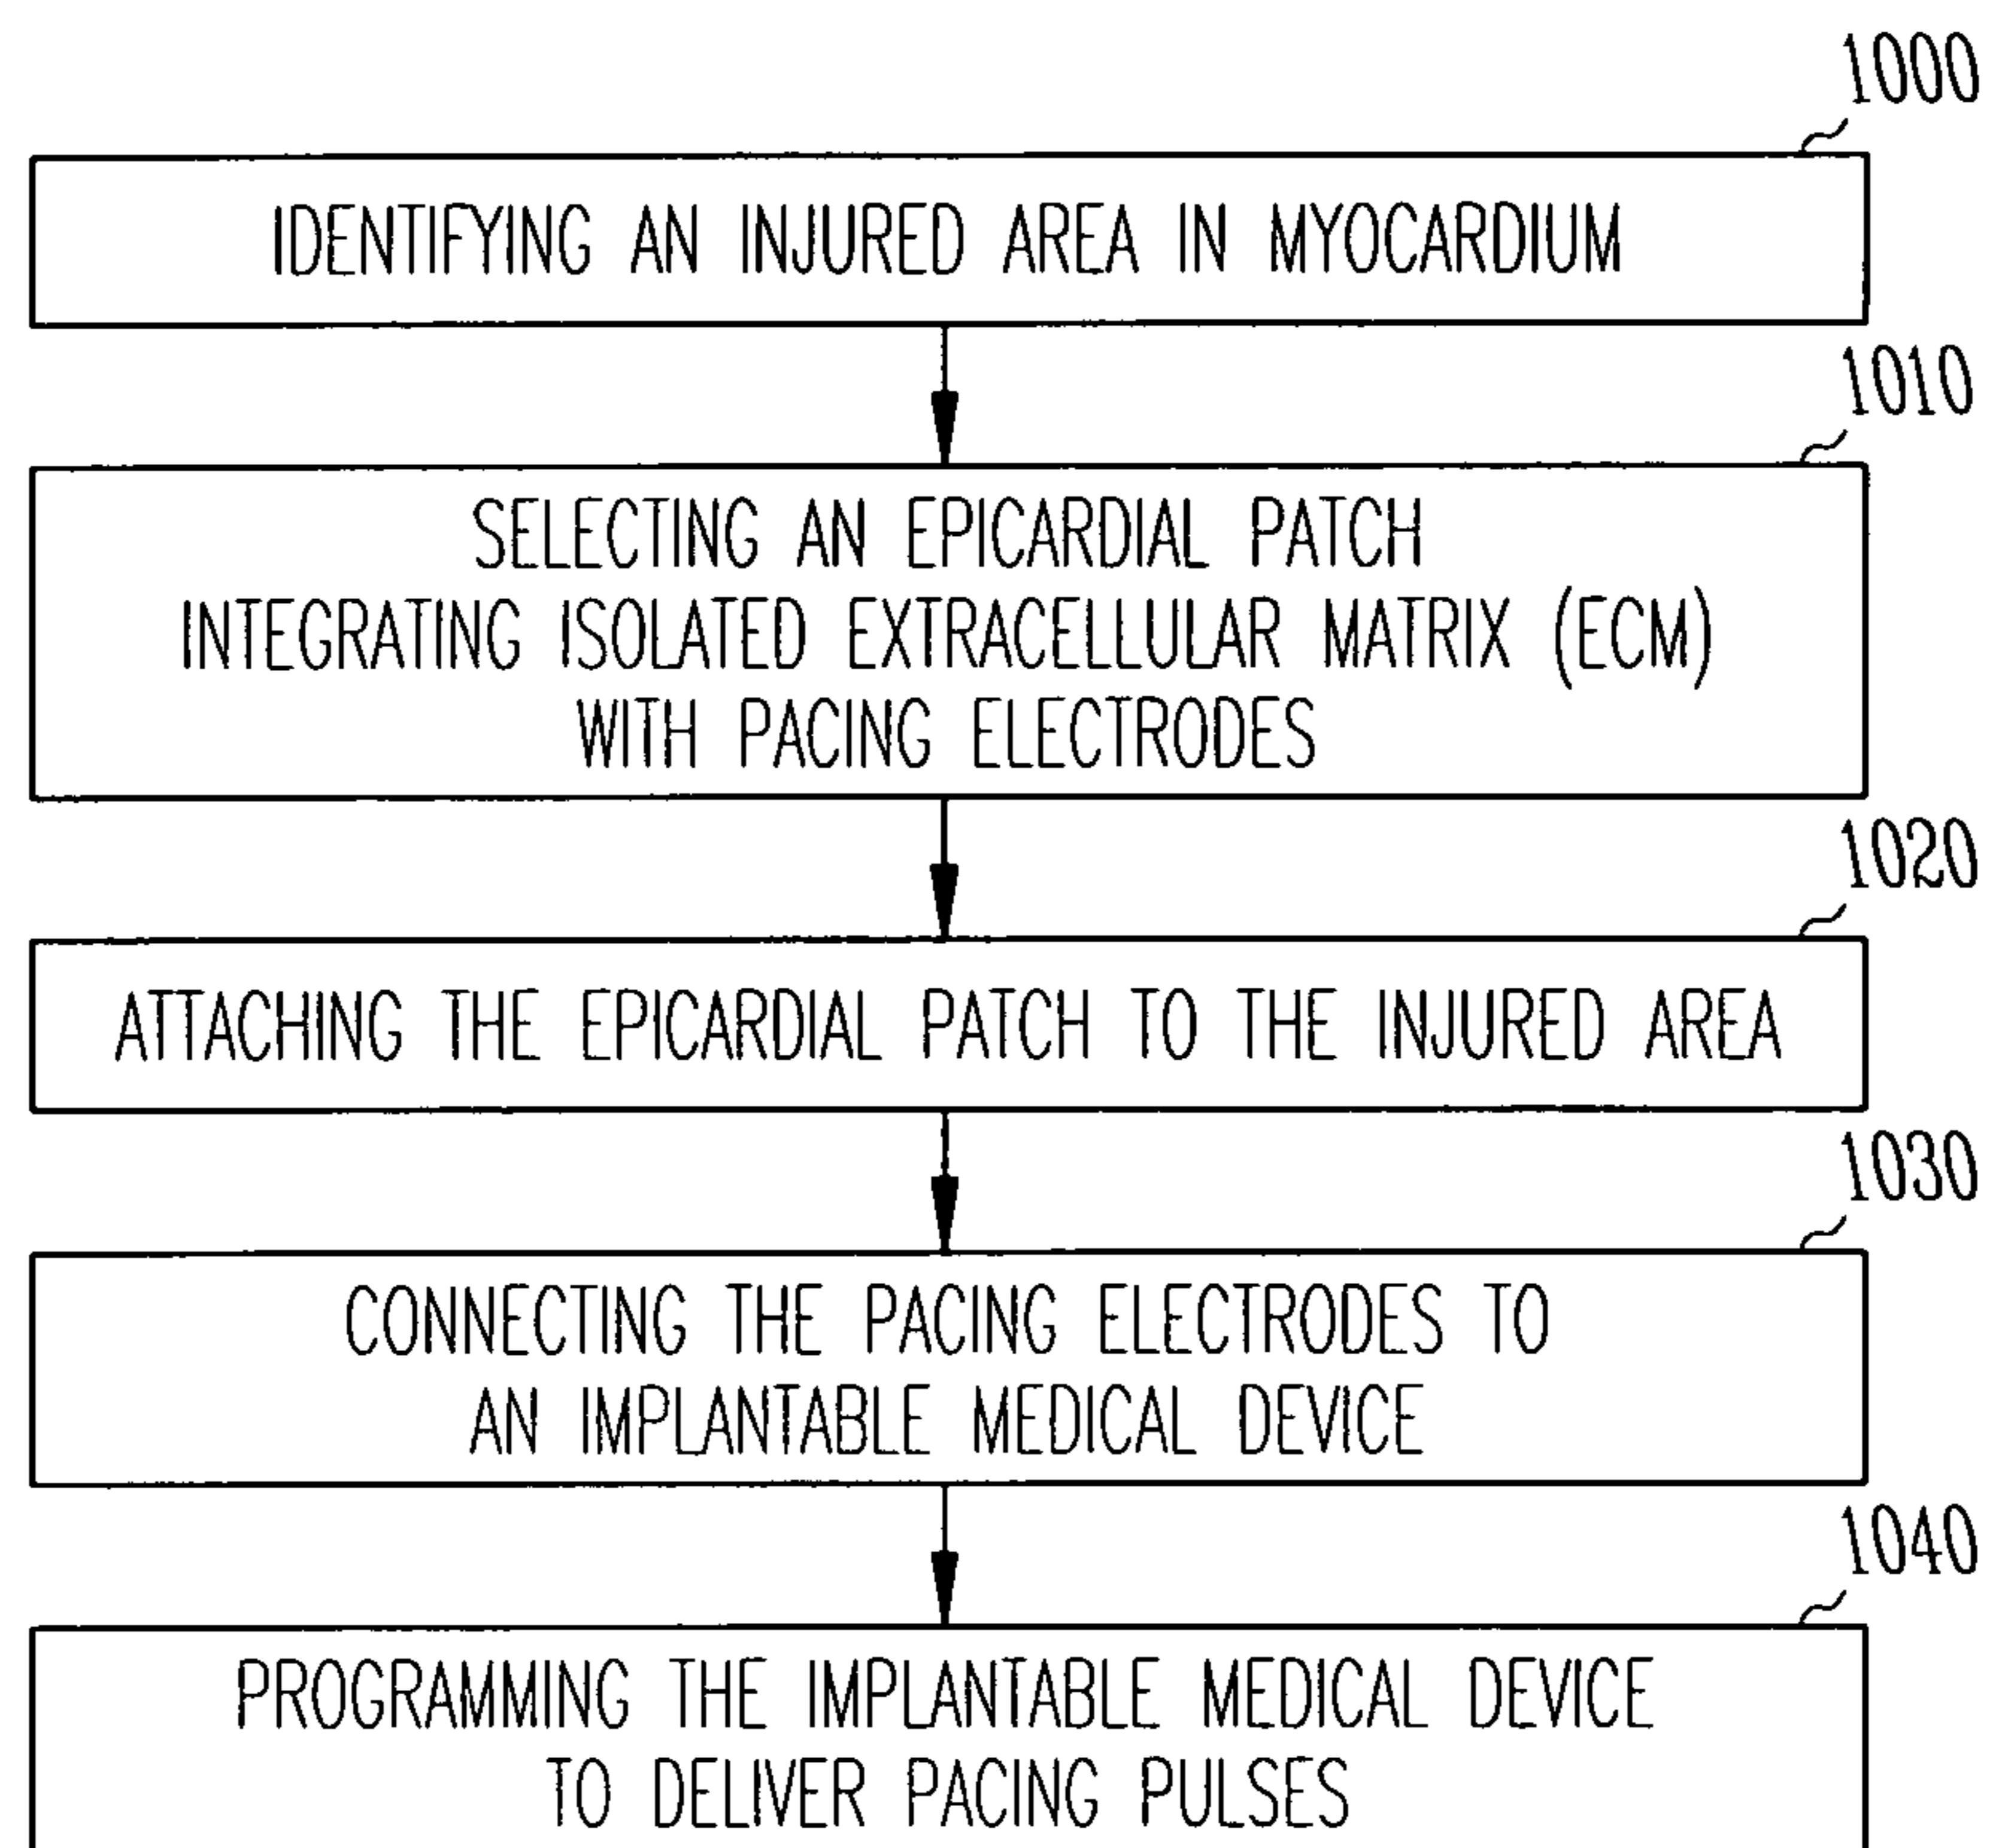 1000
IDENTIFYING AN INJURED AREA IN MYOCARDIUM
1010
SELECTING AN EPICARDIAL PATCH
INTEGRATING ISOLATED EXTRACELLULAR MATRIX (ECM)
WITH PACING ELECTRODES
1020
ATTACHING THE EPICARDIAL PATCH TO THE INJURED AREA
1030
CONNECTING THE PACING ELECTRODES TO
AN IMPLANTABLE MEDICAL DEVICE
1040
PROGRAMMING THE IMPLANTABLE MEDICAL DEVICE
TO DELIVER PACING PULSES